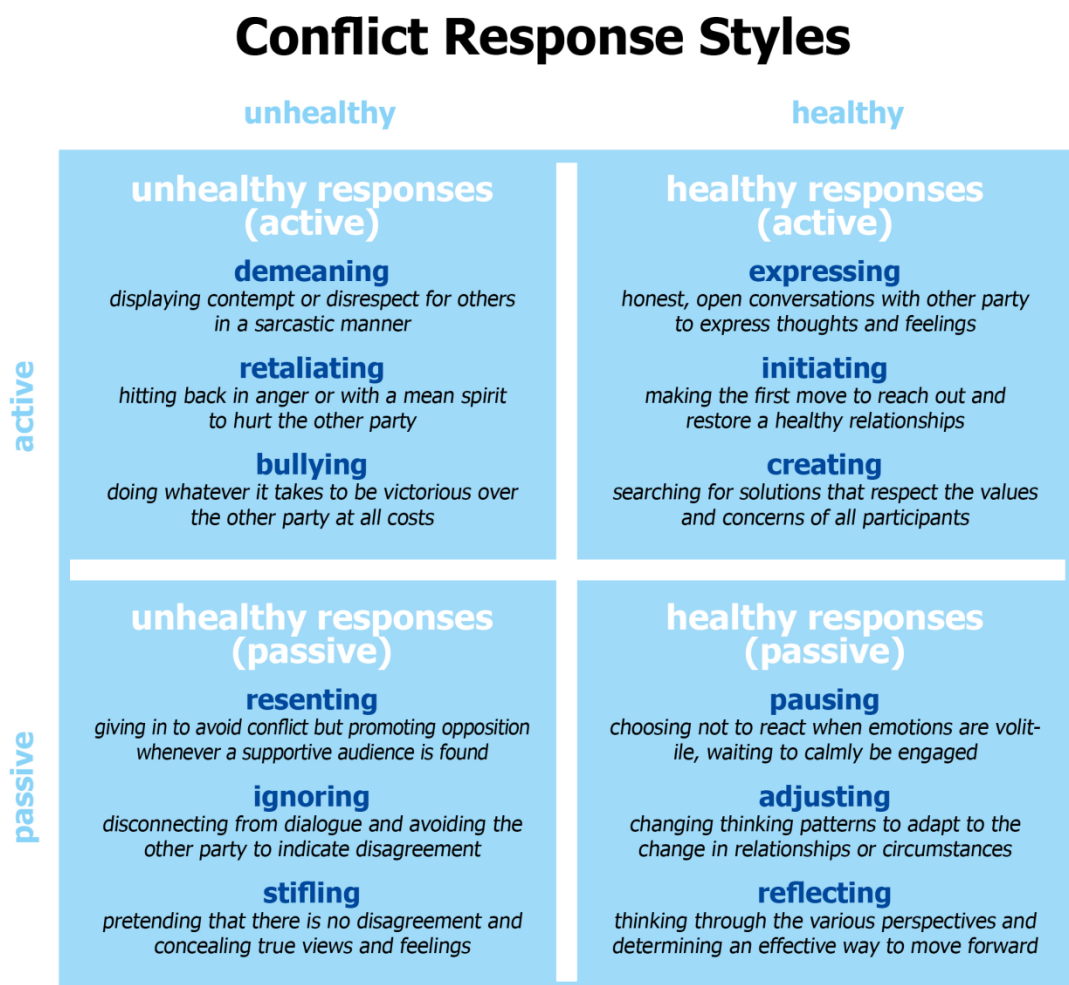 Conflict Response Styles
unhealthy
healthy
active
unhealthy responses
(active)
demeaning
displaying contempt or disrespect for others
in a sarcastic manner
retaliating
hitting back in anger or with a mean spirit
to hurt the other party
bullying
doing whatever it takes to be victorious over
the other party at all costs
healthy responses
(active)
expressing
honest, open conversations with other party
to express thoughts and feelings
initiating
making the first move to reach out and
restore a healthy relationships
creating
searching for solutions that respect the values
and concerns of all participants
passive
unhealthy responses
(passive)
resenting
giving in to avoid conflict but promoting opposition
whenever a supportive audience is found
ignoring
disconnecting from dialogue and avoiding the
other party to indicate disagreement
stifling
pretending that there is no disagreement and
concealing true views and feelings
healthy responses
(passive)
pausing
choosing not to react when emotions are volit-
ile, waiting to calmly be engaged
adjusting
changing thinking patterns to adapt to the
change in relationships or circumstances
reflecting
thinking through the various perspectives and
determining an effective way to move forward